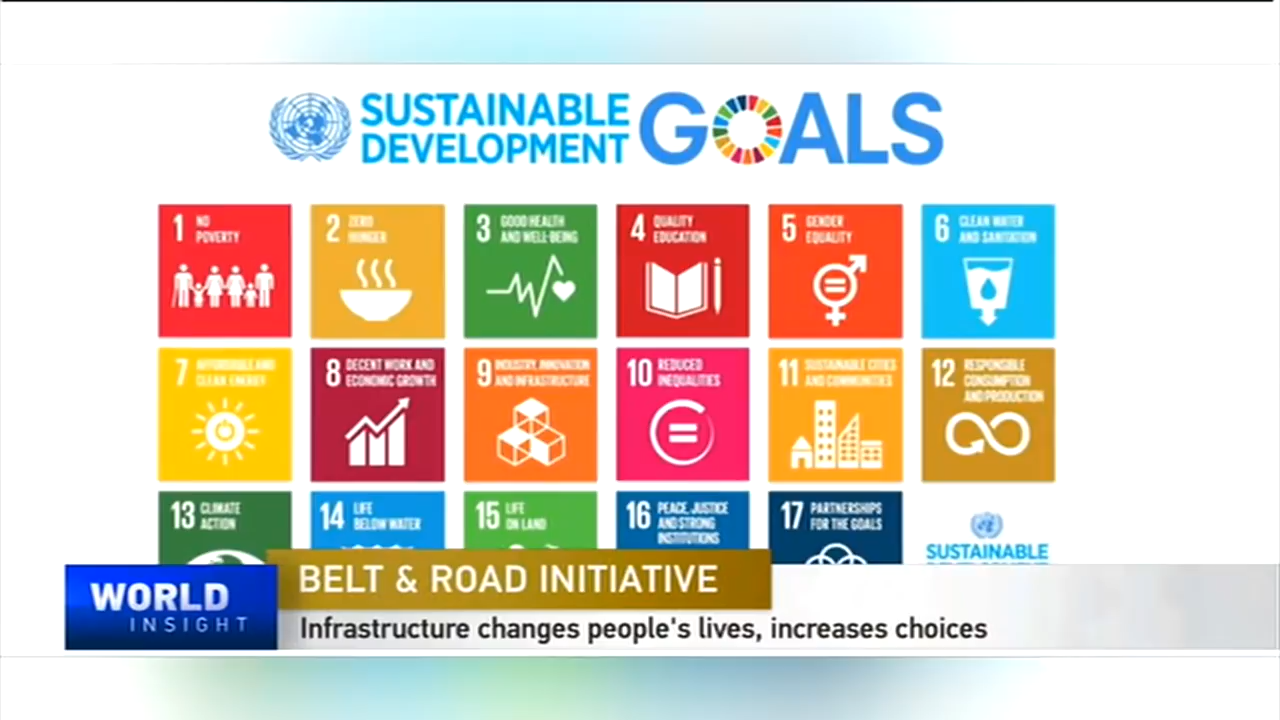 SUSTAINABLE
DEVELOPMENT
GOALS
1 NO
POVERTY
2 ZERO
HUNGER
3 GOOD HEALTH
AND WELL-BEING
4 QUALITY
EDUCATION
5 GENDER
EQUALITY
6 CLEAN WATER
AND SANITATION
7 AFFORDABLE AND
CLEAN ENERGY
8 DECENT WORK AND
ECONOMIC GROWTH
9 INDUSTRY, INNOVATION
AND INFRASTRUCTURE
10 REDUCED
INEQUALITIES
11 SUSTAINABLE CITIES
AND COMMUNITIES
12 RESPONSIBLE
CONSUMPTION
AND PRODUCTION
13 CLIMATE
ACTION
14 LIFE
BELOW WATER
15 LIFE
ON LAND
16 PEACE, JUSTICE
AND STRONG
INSTITUTIONS
17 PARTNERSHIPS
FOR THE GOALS
SUSTAINABLE
WORLD
INSIGHT
BELT & ROAD INITIATIVE
Infrastructure changes people's lives, increases choices